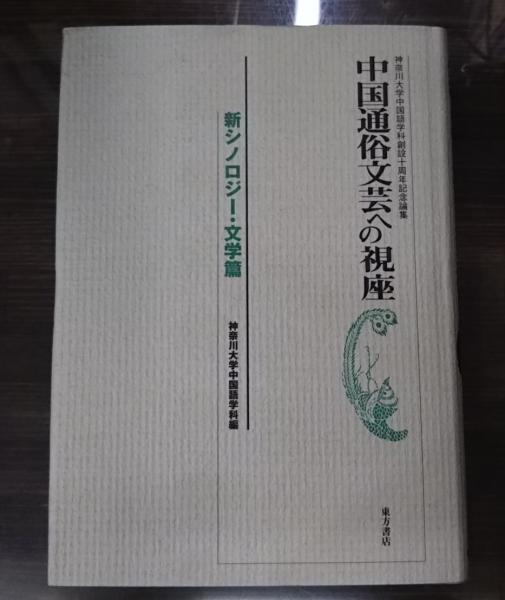 神奈川大学中国語学科創設十周年記念論集
中国通俗文芸への視座
新シノロジー・文学篇
神奈川大学中国語学科編
東方書店